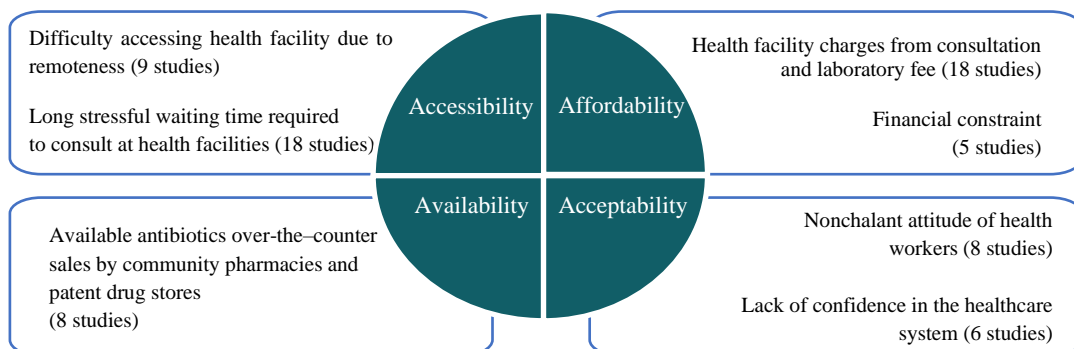 Difficulty accessing health facility due to
remoteness (9 studies)
Long stressful waiting time required
to consult at health facilities (18 studies)
Accessibility
Affordability
Health facility charges from consultation
and laboratory fee (18 studies)
Financial constraint
(5 studies)
Available antibiotics over-the–counter
sales by community pharmacies and
patent drug stores
(8 studies)
Availability
Acceptability
Nonchalant attitude of health
workers (8 studies)
Lack of confidence in the healthcare
system (6 studies)